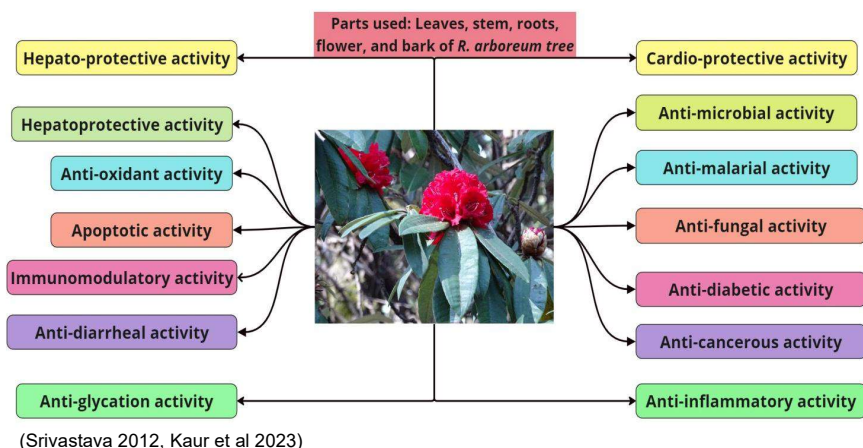 Parts used: Leaves, stem, roots,
flower, and bark of R. arboreum tree
Hepato-protective activity
Hepatoprotective activity
Anti-oxidant activity
Apoptotic activity
Immunomodulatory activity
Anti-diarrheal activity
Anti-glycation activity
Cardio-protective activity
Anti-microbial activity
Anti-malarial activity
Anti-fungal activity
Anti-diabetic activity
Anti-cancerous activity
Anti-inflammatory activity
(Srivastava 2012, Kaur et al 2023)